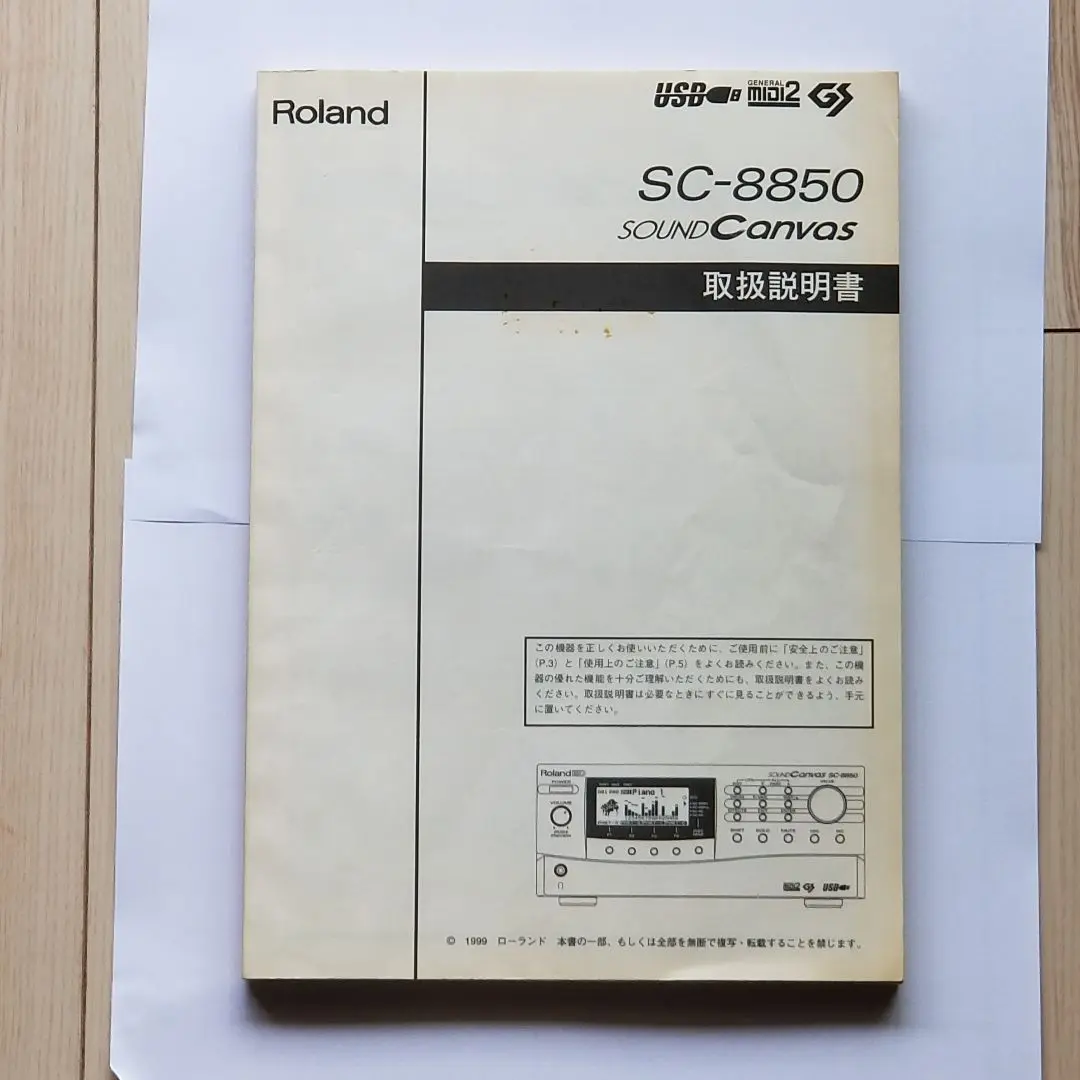 Roland
USB GENERAL MIDI2 GS
SC-8850
SOUND Canvas
取扱説明書
この機器を正しくお使いいただくために、ご使用前に「安全上のご注意」
(P.3) と「使用上のご注意」(P.5) をよくお読みください。また、この機
器の優れた機能を十分ご理解いただくためにも、取扱説明書をよくお読み
ください。取扱説明書は必要なときにすぐに見ることができるよう、手元
に置いてください。
Roland
SOUND Canvas SC-8850
POWER
VOLUME
Piano 1
MIDI2 GS USB
© 1999 ローランド 本書の一部、もしくは全部を無断で複写・転載することを禁じます。